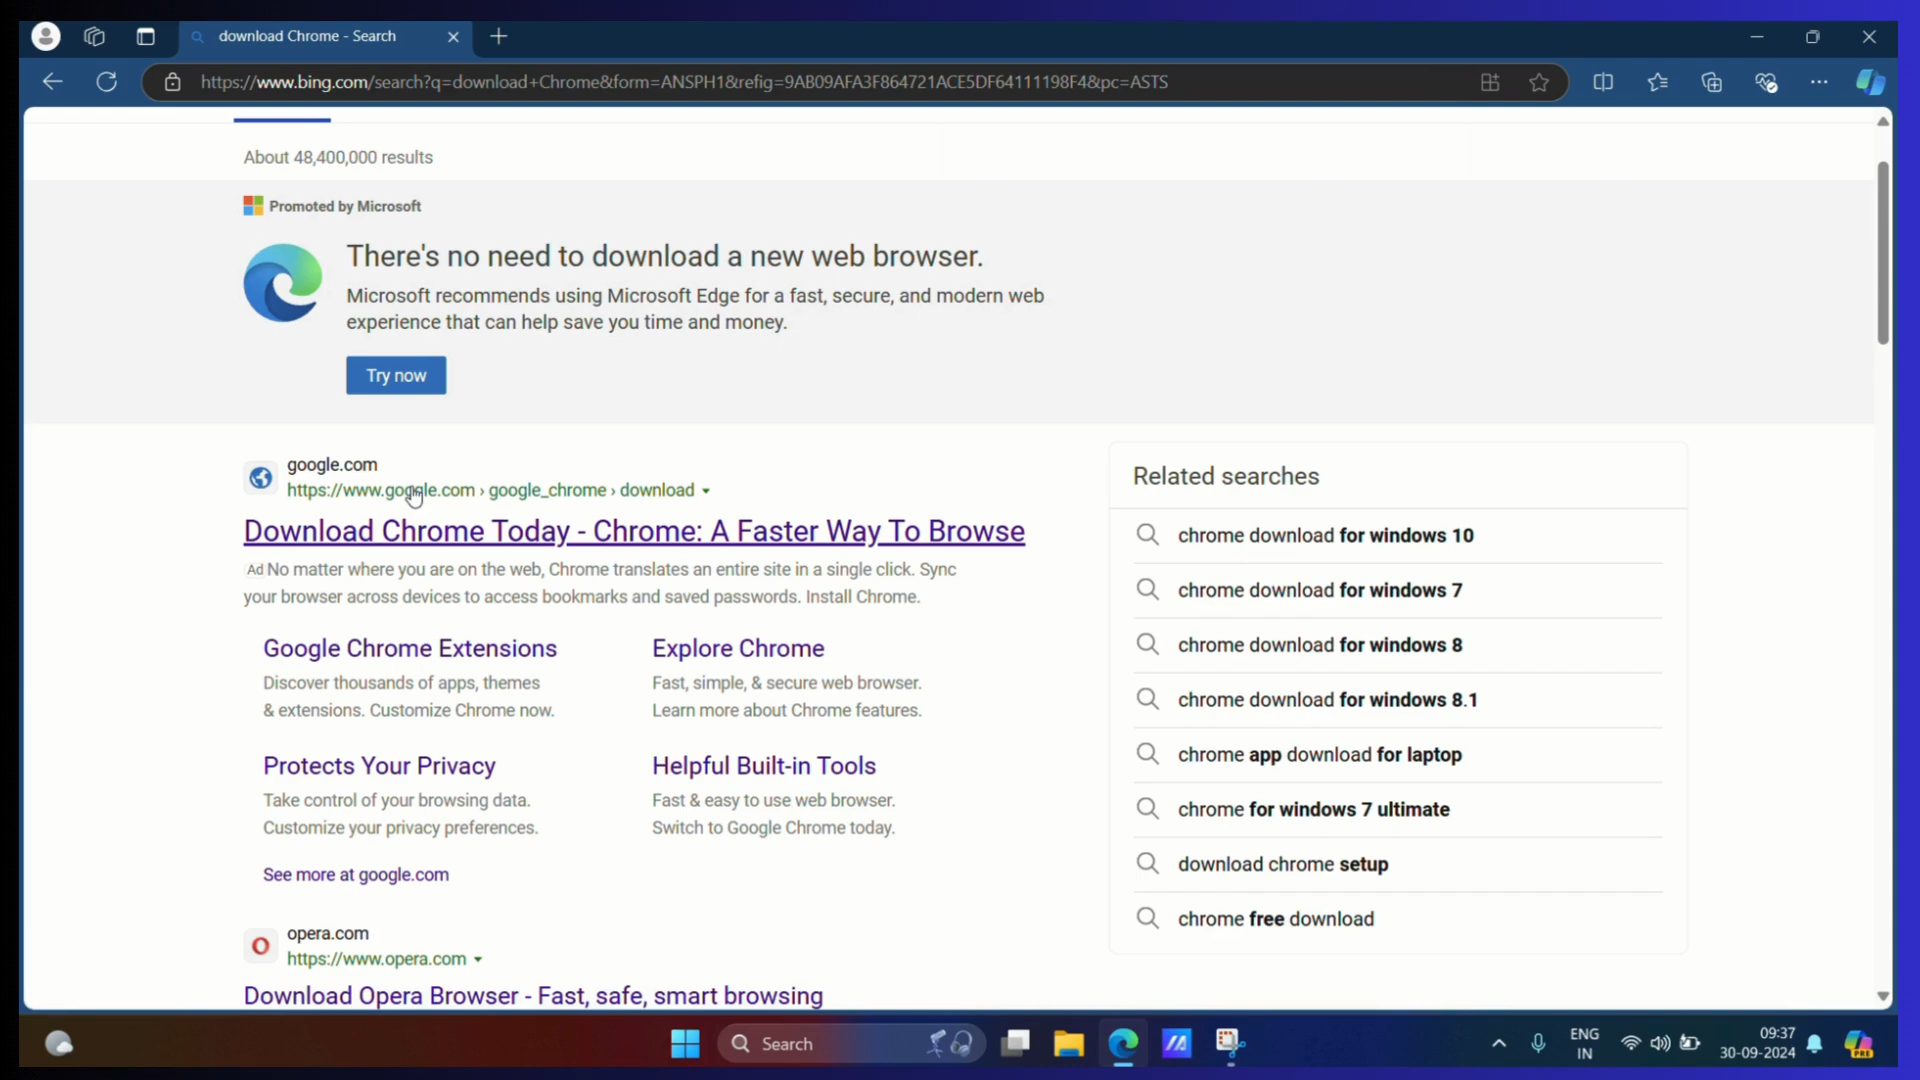 download Chrome - Search
https://www.bing.com/search?q=download+Chrome&form=ANSPH1&refig=9AB09AFA3F864721ACE5DF64111198F4&pc=ASTS
About 48,400,000 results
Promoted by Microsoft
There's no need to download a new web browser.
Microsoft recommends using Microsoft Edge for a fast, secure, and modern web
experience that can help save you time and money.
Try now
google.com
https://www.google.com › google_chrome › download
Download Chrome Today - Chrome: A Faster Way To Browse
Ad No matter where you are on the web, Chrome translates an entire site in a single click. Sync
your browser across devices to access bookmarks and saved passwords. Install Chrome.
Google Chrome Extensions
Discover thousands of apps, themes
& extensions. Customize Chrome now.
Explore Chrome
Fast, simple, & secure web browser.
Learn more about Chrome features.
Protects Your Privacy
Take control of your browsing data.
Customize your privacy preferences.
Helpful Built-in Tools
Fast & easy to use web browser.
Switch to Google Chrome today.
See more at google.com
opera.com
https://www.opera.com
Download Opera Browser - Fast, safe, smart browsing
Related searches
chrome download for windows 10
chrome download for windows 7
chrome download for windows 8
chrome download for windows 8.1
chrome app download for laptop
chrome for windows 7 ultimate
download chrome setup
chrome free download
Search
ENG
IN
09:37
30-09-2024
PRE